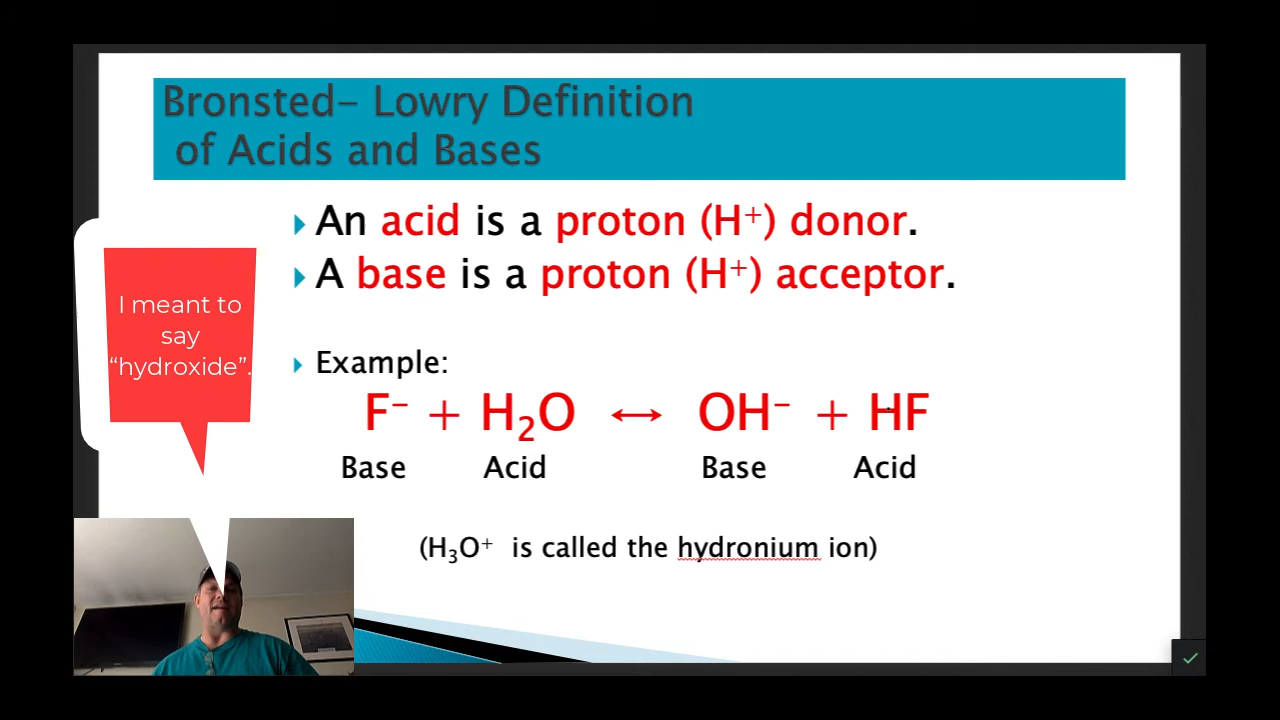 Bronsted– Lowry Definition
of Acids and Bases
An acid is a proton (H⁺) donor.
A base is a proton (H⁺) acceptor.
I meant to
say
“hydroxide”.
Example:
F⁻ + H₂O ↔ OH⁻ + HF
Base Acid Base Acid
(H₃O⁺ is called the hydronium ion)